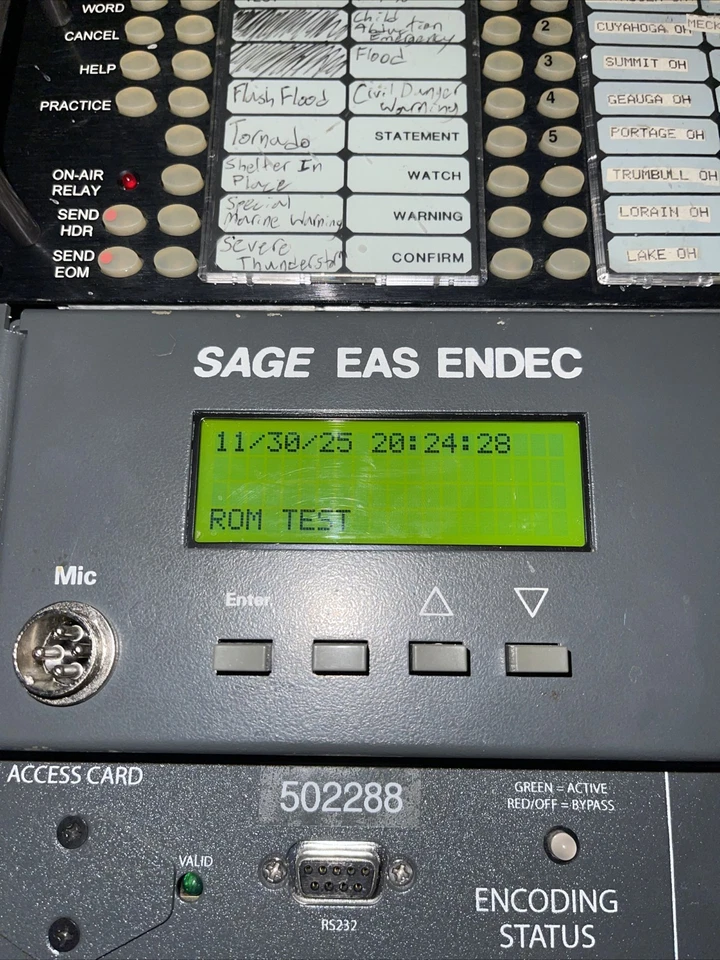 WORD
CANCEL
HELP
PRACTICE
ON-AIR
RELAY
SEND
HDR
SEND
EOM
Flash Flood
Tornado
Shelter In
Place
Special
Marine Warning
Severe
Thunderstorm
Child
Abduction
Emergency
Flood
Civil Danger
Warning
STATEMENT
WATCH
WARNING
CONFIRM
2
3
4
5
CUYAHOGA OH
MECK
SUMMIT OH
GEAUGA OH
PORTAGE OH
TRUMBULL OH
LORAIN OH
LAKE OH
SAGE EAS ENDEC
11/30/25 20:24:28
ROM TEST
Mic
Enter
ACCESS CARD
VALID
502288
RS232
GREEN = ACTIVE
RED/OFF = BYPASS
ENCODING
STATUS